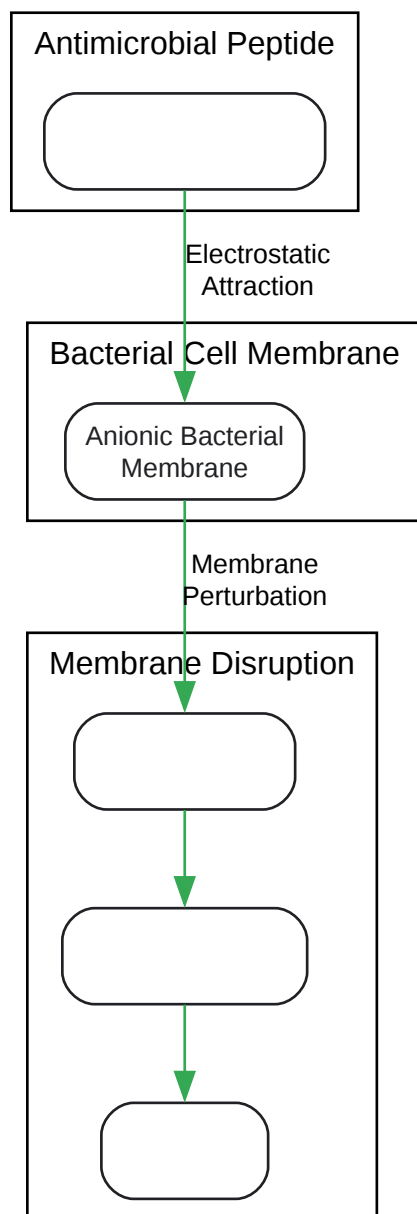 Antimicrobial Peptide
Electrostatic
Attraction
Bacterial Cell Membrane
Anionic Bacterial
Membrane
Membrane
Perturbation
Membrane Disruption